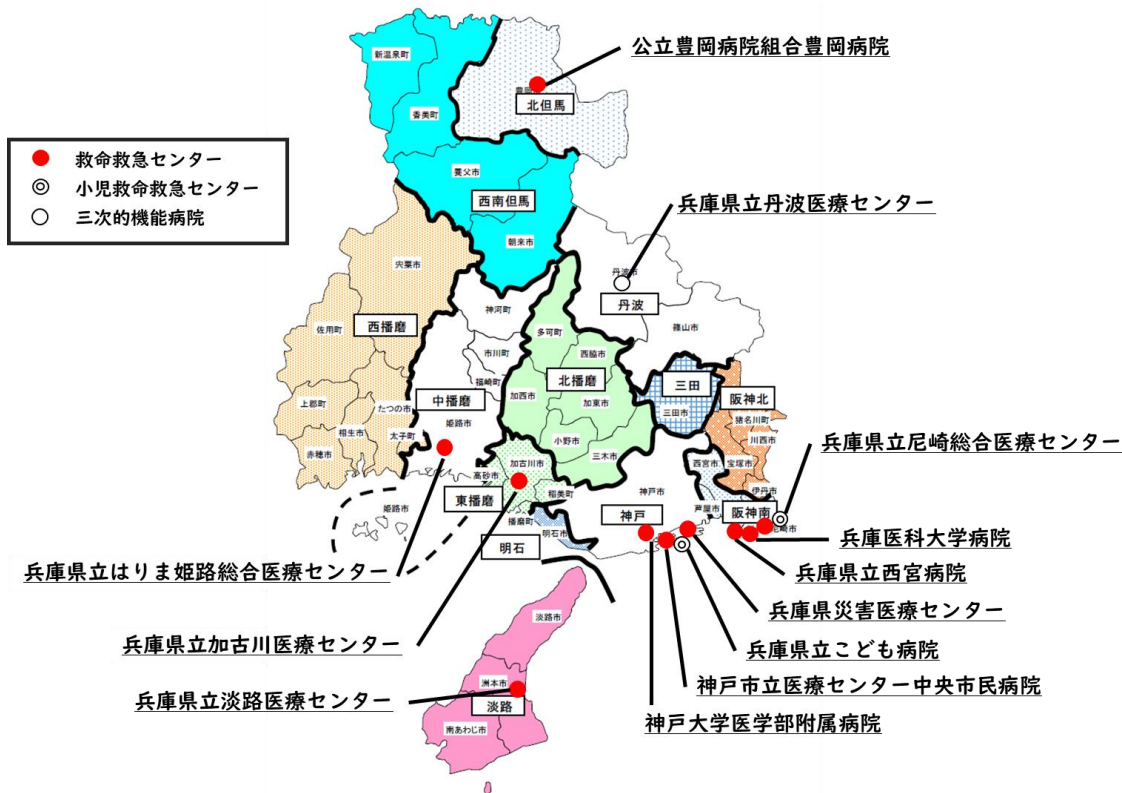 公立豊岡病院組合豊岡病院
新温泉町
香美町
北但馬
救命救急センター
小児救命救急センター
三次的機能病院
養父市
西南但馬
朝来市
兵庫県立丹波医療センター
丹波市
丹波
篠山市
宍粟市
佐用町
西播磨
上郡町
相生市
赤穂市
たつの市
太子町
神河町
市川町
福崎町
中播磨
姫路市
多可町
西脇市
北播磨
加西市
加東市
小野市
三木市
三田
三田市
阪神北
猪名川町
川西市
宝塚市
伊丹市
西宮市
芦屋市
阪神南
尼崎市
兵庫県立尼崎総合医療センター
加古川市
高砂市
稲美町
東播磨
播磨町
明石市
明石
神戸市
神戸
姫路市
兵庫医科大学病院
兵庫県立西宮病院
兵庫県災害医療センター
兵庫県立こども病院
神戸市立医療センター中央市民病院
神戸大学医学部附属病院
兵庫県立はりま姫路総合医療センター
兵庫県立加古川医療センター
兵庫県立淡路医療センター
淡路市
洲本市
淡路
南あわじ市